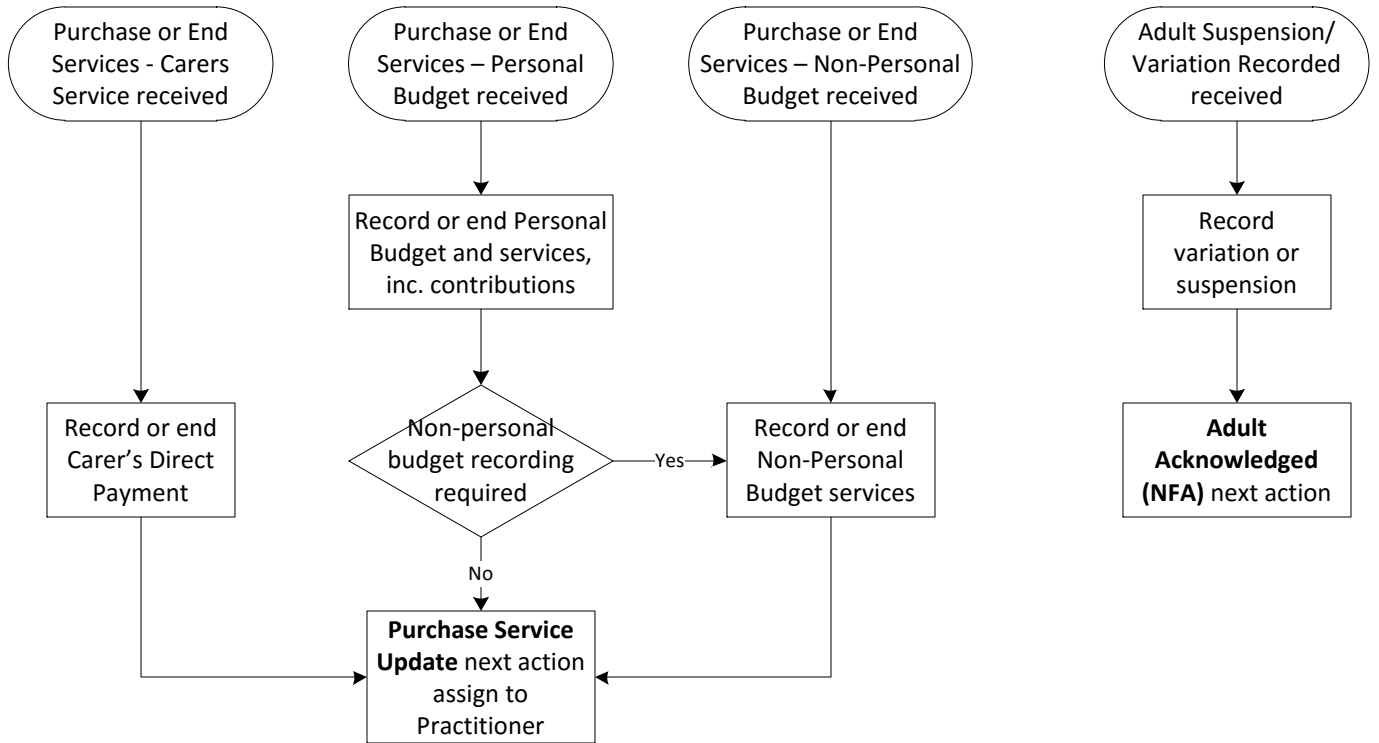 Purchase or End
Services - Carers
Service received
Purchase or End
Services – Personal
Budget received
Purchase or End
Services – Non-Personal
Budget received
Adult Suspension/
Variation Recorded
received
Record or end Personal
Budget and services,
inc. contributions
Record
variation or
suspension
Record or end
Carer’s Direct
Payment
Non-personal
budget recording
required
Yes
Record or end
Non-Personal
Budget services
Adult
Acknowledged
(NFA) next action
No
Purchase Service
Update next action
assign to
Practitioner